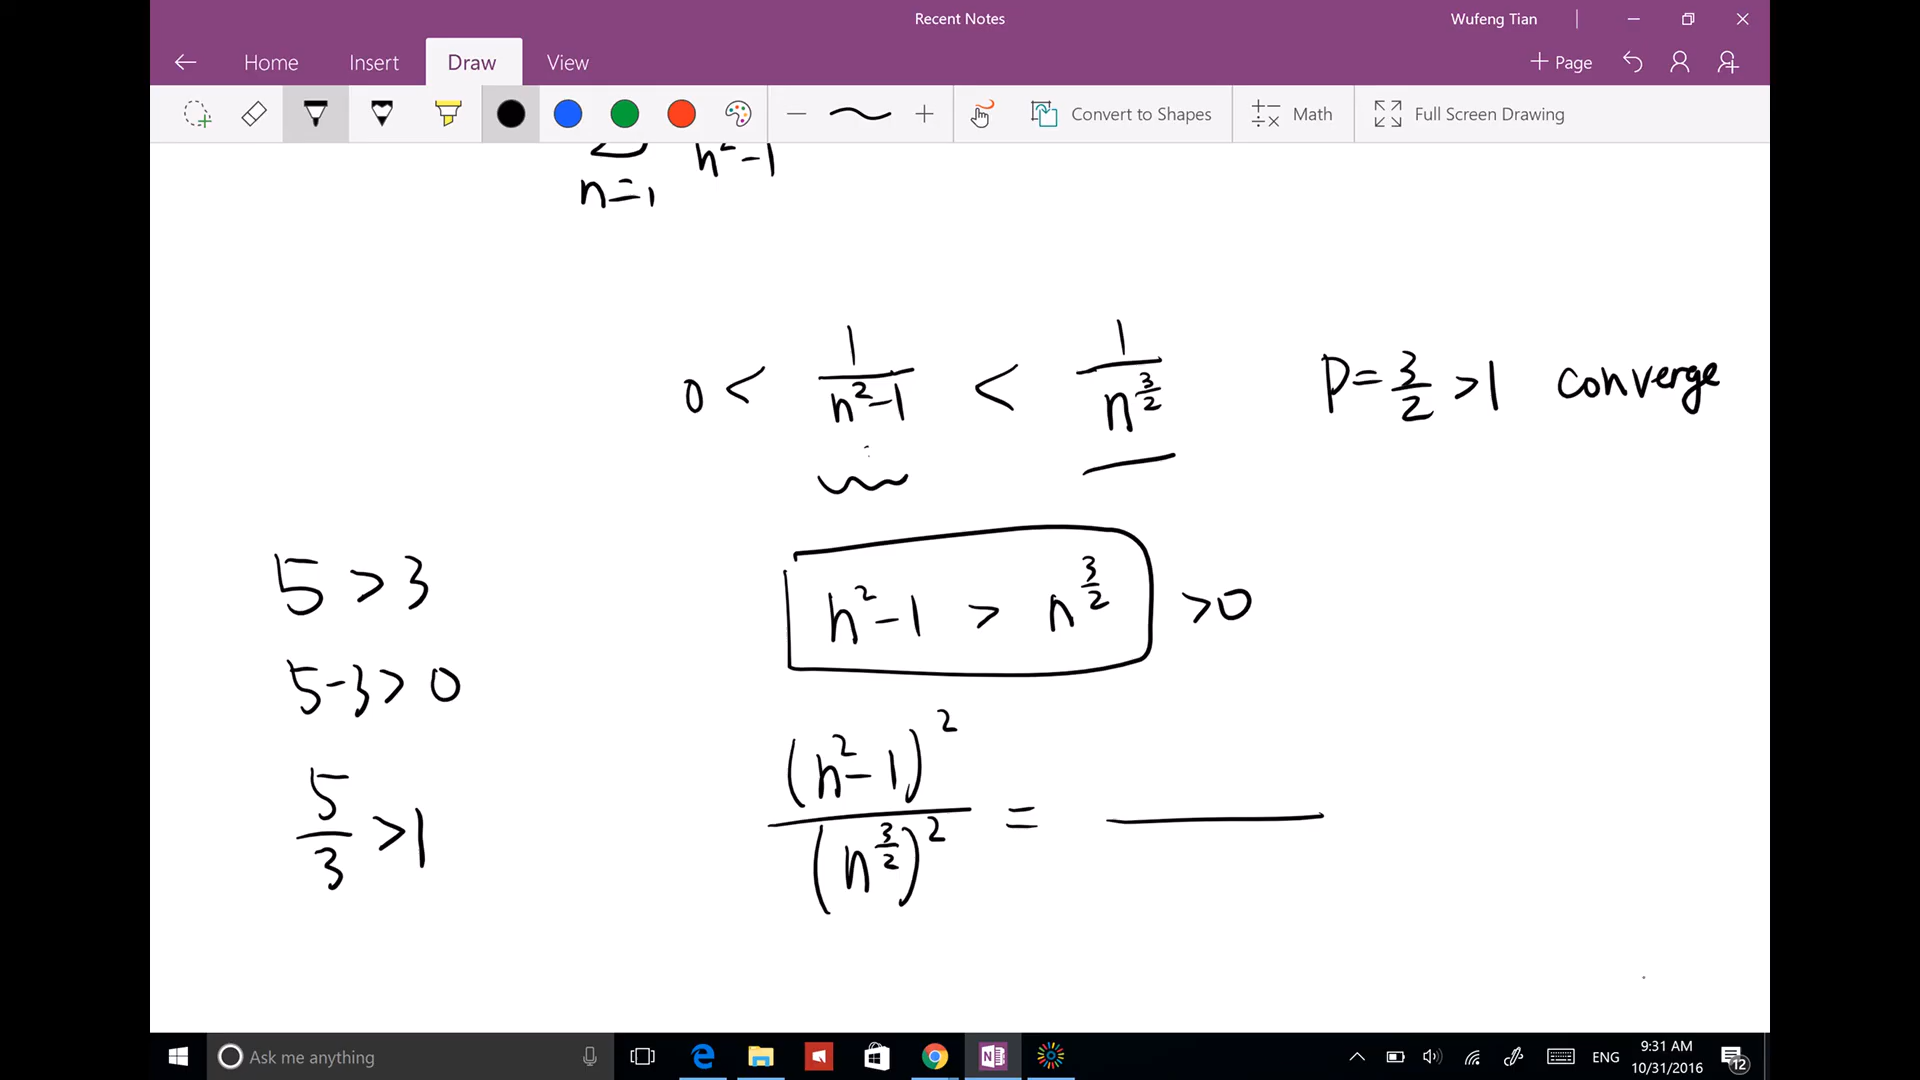 Recent Notes
Wufeng Tian
Home Insert Draw View
Page
Convert to Shapes
Math
Full Screen Drawing
n²-1
n=1
0 < 1/(n²-1) < 1/n^(3/2) P=3/2 >1 converge
5 > 3
n²-1 > n^(3/2) >0
5-3 > 0
5/3 >1
(n²-1)²/(n^(3/2))² =
Ask me anything
ENG
9:31 AM
10/31/2016
12